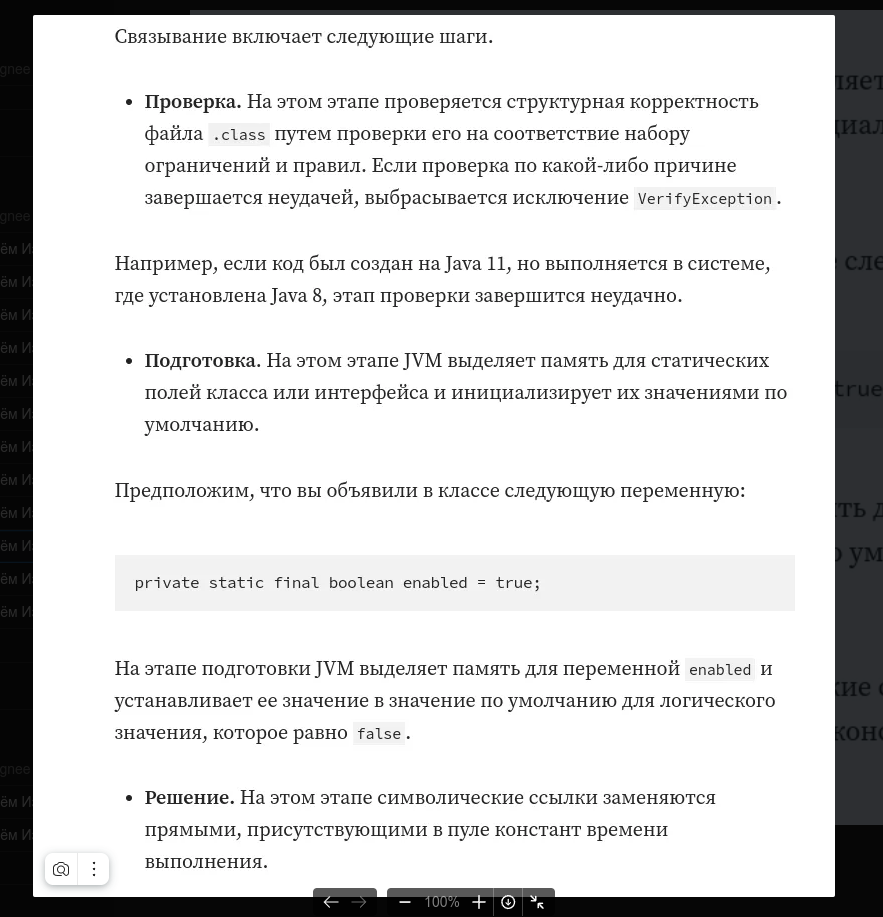 Связывание включает следующие шаги.
• Проверка. На этом этапе проверяется структурная корректность
файла .class путем проверки его на соответствие набору
ограничений и правил. Если проверка по какой-либо причине
завершается неудачей, выбрасывается исключение VerifyException.
Например, если код был создан на Java 11, но выполняется в системе,
где установлена Java 8, этап проверки завершится неудачно.
• Подготовка. На этом этапе JVM выделяет память для статических
полей класса или интерфейса и инициализирует их значениями по
умолчанию.
Предположим, что вы объявили в классе следующую переменную:
private static final boolean enabled = true;
На этапе подготовки JVM выделяет память для переменной enabled и
устанавливает ее значение в значение по умолчанию для логического
значения, которое равно false.
• Решение. На этом этапе символические ссылки заменяются
прямыми, присутствующими в пуле констант времени
выполнения.
100%